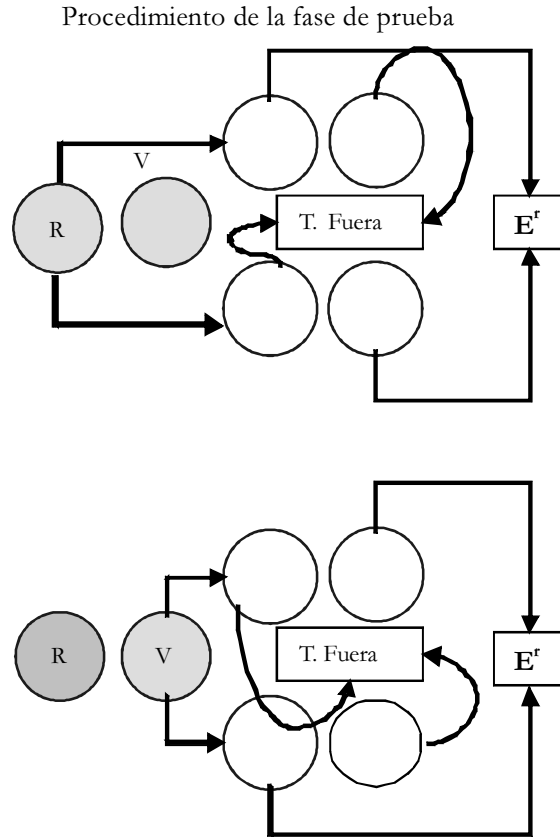 Procedimiento de la fase de prueba
V
R
T. Fuera
Eʳ
R
V
T. Fuera
Eʳ